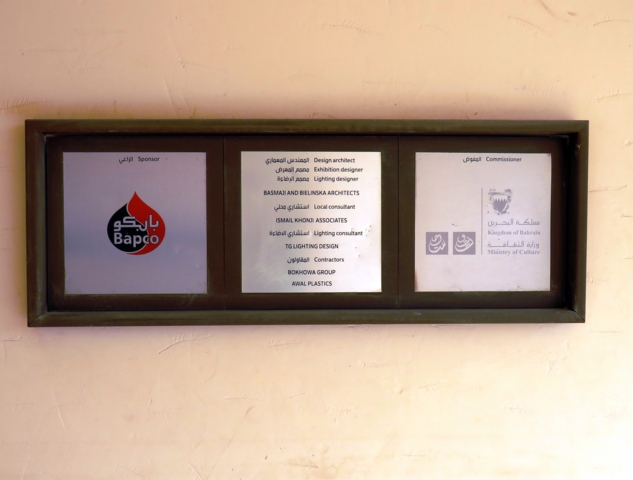 الراعي Sponsor
بابكو
Bapco
المهندس المعماري Design architect
مصمم المعرض Exhibition designer
مصمم الإضاءة Lighting designer
BASMAJI AND BIELINSKA ARCHITECTS
استشاري محلي Local consultant
ISMAIL KHONJI ASSOCIATES
استشاري الإضاءة Lighting consultant
TG LIGHTING DESIGN
المقاولون Contractors
BOKHOWA GROUP
AWAL PLASTICS
المفوض Commissioner
مملكة البحرين
Kingdom of Bahrain
وزارة الثقافة
Ministry of Culture